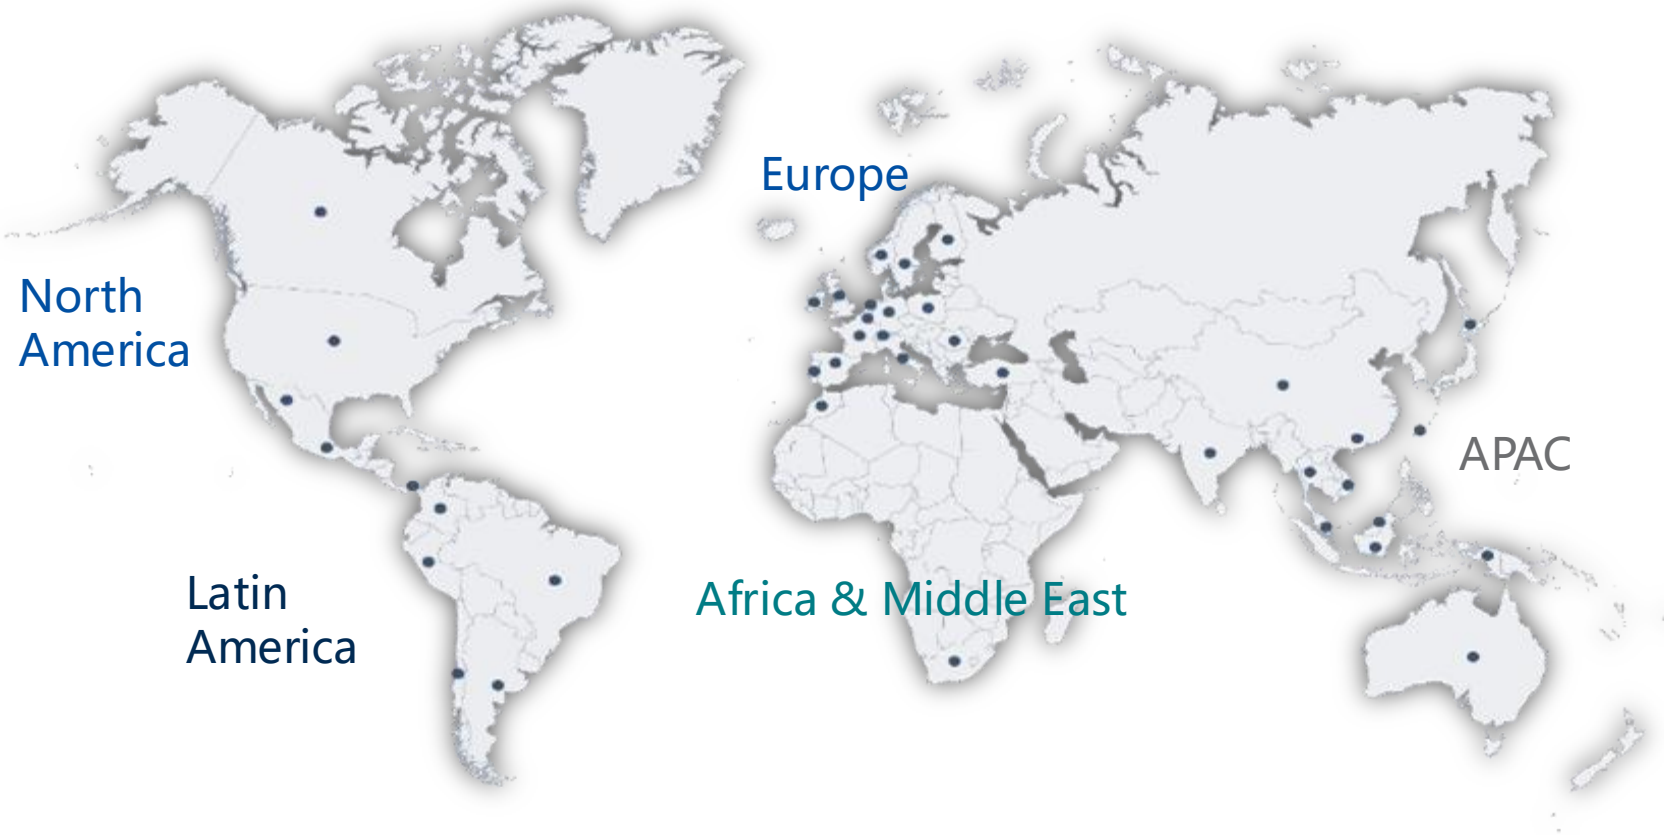 Europe
North
America
APAC
Latin
America
Africa & Middle East